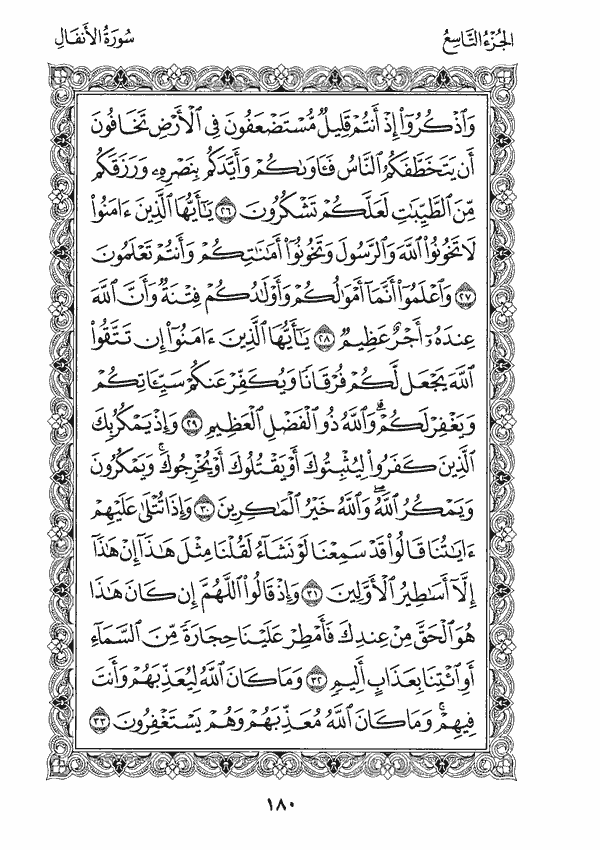 الجُزْءُ التَّاسِعُ
سُورَةُ الأَنفَالِ
وَٱذْكُرُوٓا۟ إِذْ أَنتُمْ قَلِيلٌ مُّسْتَضْعَفُونَ فِى ٱلْأَرْضِ تَخَافُونَ
أَن يَتَخَطَّفَكُمُ ٱلنَّاسُ فَـَٔاوَىٰكُمْ وَأَيَّدَكُم بِنَصْرِهِۦ وَرَزَقَكُم
مِّنَ ٱلطَّيِّبَـٰتِ لَعَلَّكُمْ تَشْكُرُونَ ٢٦ يَـٰٓأَيُّهَا ٱلَّذِينَ ءَامَنُوا۟
لَا تَخُونُوا۟ ٱللَّهَ وَٱلرَّسُولَ وَتَخُونُوٓا۟ أَمَـٰنَـٰتِكُمْ وَأَنتُمْ تَعْلَمُونَ
٢٧ وَٱعْلَمُوٓا۟ أَنَّمَآ أَمْوَٰلُكُمْ وَأَوْلَـٰدُكُمْ فِتْنَةٌ وَأَنَّ ٱللَّهَ
عِندَهُۥٓ أَجْرٌ عَظِيمٌ ٢٨ يَـٰٓأَيُّهَا ٱلَّذِينَ ءَامَنُوٓا۟ إِن تَتَّقُوا۟
ٱللَّهَ يَجْعَل لَّكُمْ فُرْقَانًا وَيُكَفِّرْ عَنكُمْ سَيِّـَٔاتِكُمْ
وَيَغْفِرْ لَكُمْ ۗ وَٱللَّهُ ذُو ٱلْفَضْلِ ٱلْعَظِيمِ ٢٩ وَإِذْ يَمْكُرُ بِكَ
ٱلَّذِينَ كَفَرُوا۟ لِيُثْبِتُوكَ أَوْ يَقْتُلُوكَ أَوْ يُخْرِجُوكَ ۚ وَيَمْكُرُونَ
وَيَمْكُرُ ٱللَّهُ ۖ وَٱللَّهُ خَيْرُ ٱلْمَـٰكِرِينَ ٣٠ وَإِذَا تُتْلَىٰ عَلَيْهِمْ
ءَايَـٰتُنَا قَالُوا۟ قَدْ سَمِعْنَا لَوْ نَشَآءُ لَقُلْنَا مِثْلَ هَـٰذَآ ۙ إِنْ هَـٰذَآ
إِلَّآ أَسَـٰطِيرُ ٱلْأَوَّلِينَ ٣١ وَإِذْ قَالُوا۟ ٱللَّهُمَّ إِن كَانَ هَـٰذَا
هُوَ ٱلْحَقَّ مِنْ عِندِكَ فَأَمْطِرْ عَلَيْنَا حِجَارَةً مِّنَ ٱلسَّمَآءِ
أَوِ ٱئْتِنَا بِعَذَابٍ أَلِيمٍ ٣٢ وَمَا كَانَ ٱللَّهُ لِيُعَذِّبَهُمْ وَأَنتَ
فِيهِمْ ۚ وَمَا كَانَ ٱللَّهُ مُعَذِّبَهُمْ وَهُمْ يَسْتَغْفِرُونَ ٣٣
١٨٠